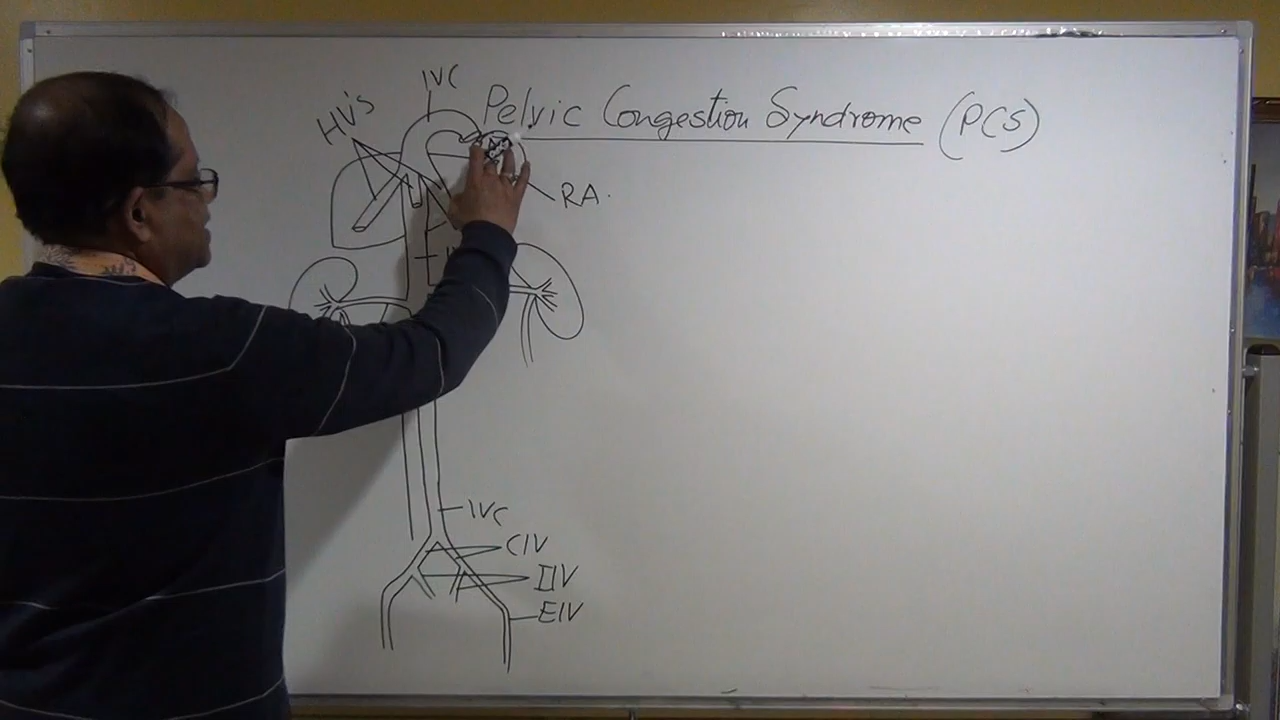 IVC
Pelvic Congestion Syndrome (PCS)
HV's
RA.
IVC
CIV
IIV
EIV